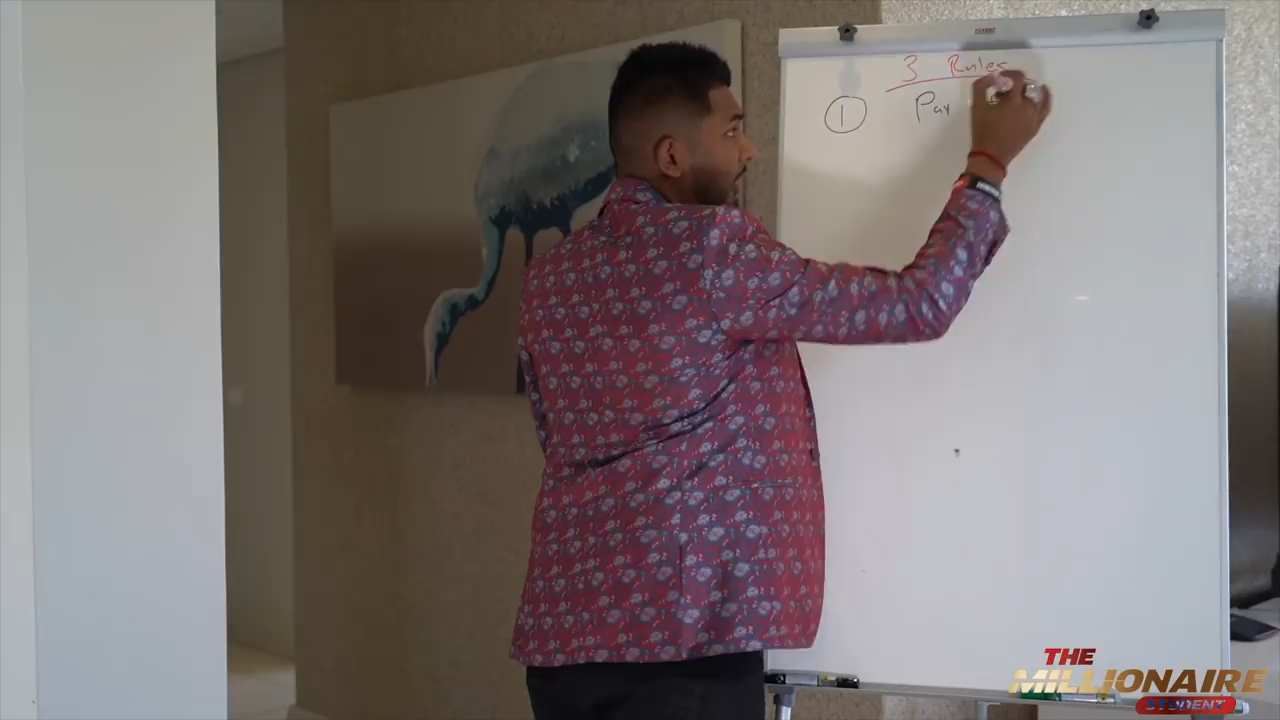 3 Rules
1 Pay
THE
MILLIONAIRE
STUDENT